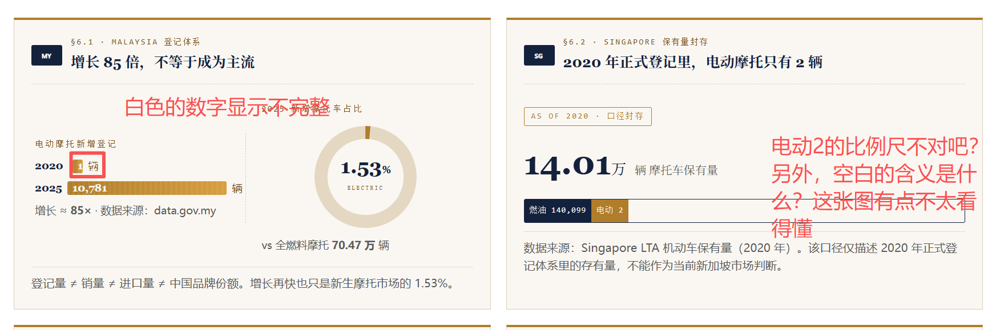 §6.1 · MALAYSIA 登记体系
MY
增长 85 倍，不等于成为主流
白色的数字显示不完整
2025 新增摩托车占比
电动摩托新增登记
2020 1 辆
2025 10,781 辆
增长 ≈ 85× · 数据来源：data.gov.my
1.53%
ELECTRIC
vs 全燃料摩托 70.47 万 辆
登记量 ≠ 销量 ≠ 进口量 ≠ 中国品牌份额。增长再快也只是新生摩托市场的 1.53%。
§6.2 · SINGAPORE 保有量封存
SG
2020 年正式登记里，电动摩托只有 2 辆
AS OF 2020 · 口径封存
14.01万 辆 摩托车保有量
电动2的比例尺不对吧？
另外，空白的含义是什
么？这张图有点不太看
得懂
燃油 140,099 电动 2
数据来源：Singapore LTA 机动车保有量（2020 年）。该口径仅描述 2020 年正式登
记体系里的存有量，不能作为当前新加坡市场判断。